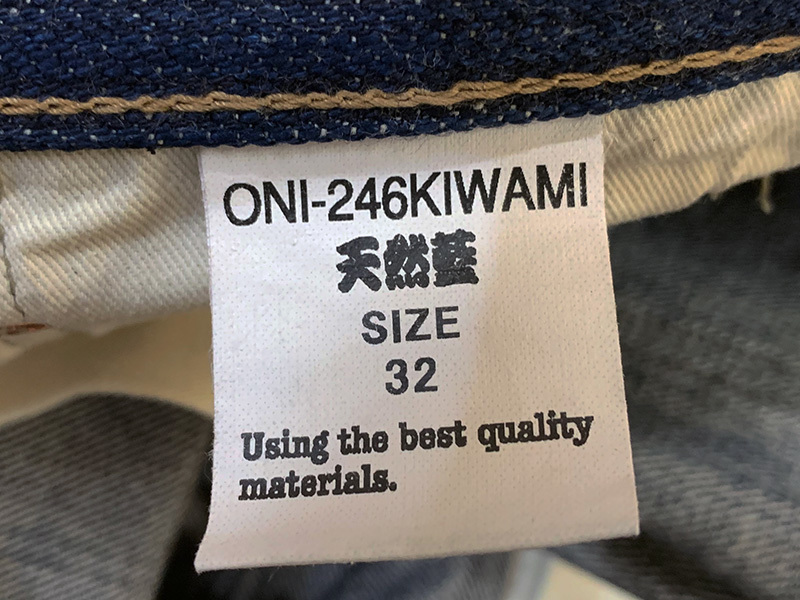 ONI-246KIWAMI
天然藍
SIZE
32
Using the best quality
materials.